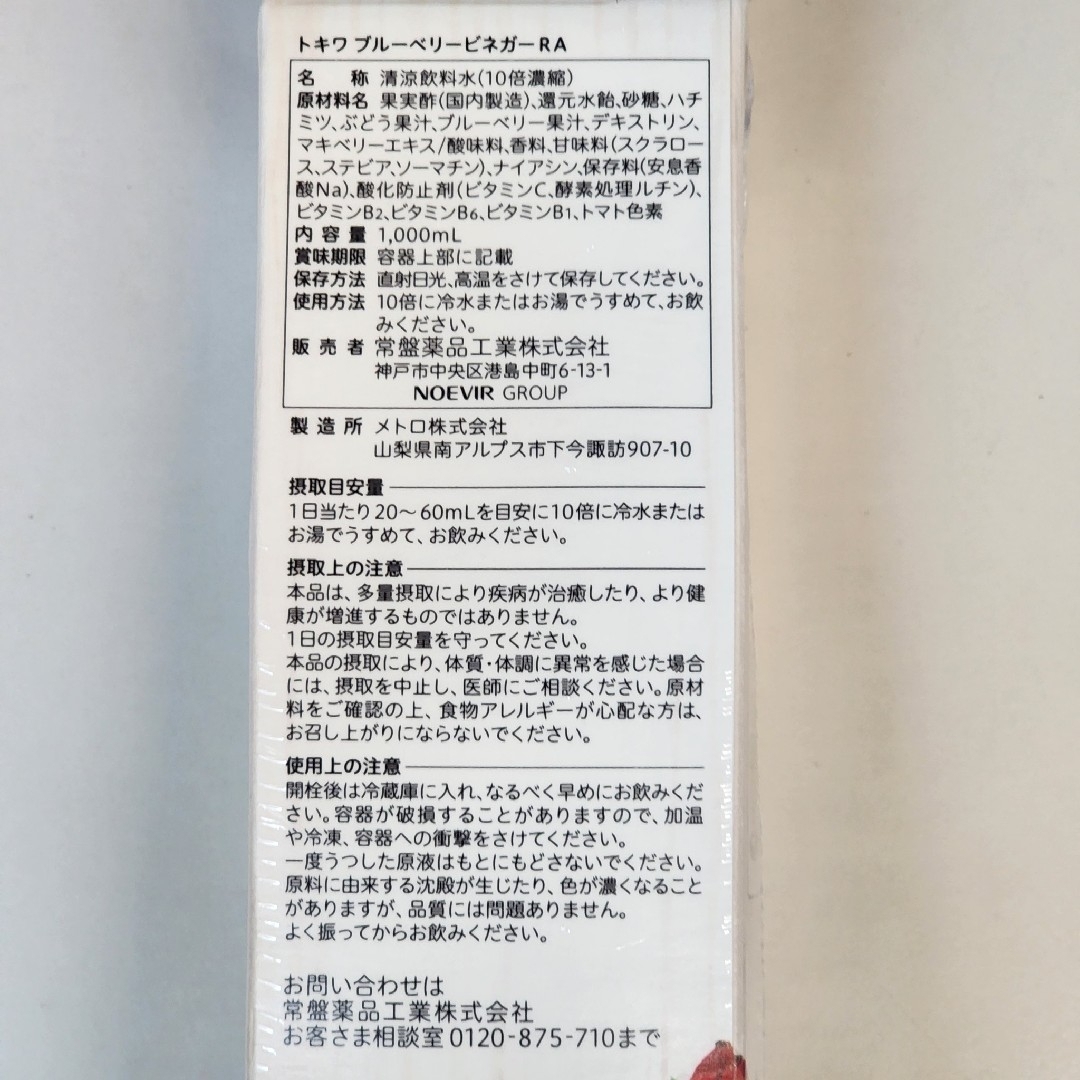 トキワ ブルーベリービネガーRA
名称 清涼飲料水(10倍濃縮)
原材料名 果実酢(国内製造)、還元水飴、砂糖、ハチ
ミツ、ぶどう果汁、ブルーベリー果汁、デキストリン、
マキベリーエキス/酸味料、香料、甘味料(スクラロー
ス、ステビア、ソーマチン)、ナイアシン、保存料(安息香
酸Na)、酸化防止剤(ビタミンC、酵素処理ルチン)、
ビタミンB2、ビタミンB6、ビタミンB1、トマト色素
内容量 1,000mL
賞味期限 容器上部に記載
保存方法 直射日光、高温をさけて保存してください。
使用方法 10倍に冷水またはお湯でうすめて、お飲
みください。
販売者 常盤薬品工業株式会社
神戸市中央区港島中町6-13-1
NOEVIR GROUP
製造所 メトロ株式会社
山梨県南アルプス市下今諏訪907-10
摂取目安量
1日当たり20〜60mLを目安に10倍に冷水または
お湯でうすめて、お飲みください。
摂取上の注意
本品は、多量摂取により疾病が治癒したり、より健
康が増進するものではありません。
1日の摂取目安量を守ってください。
本品の摂取により、体質・体調に異常を感じた場合
には、摂取を中止し、医師にご相談ください。原材
料をご確認の上、食物アレルギーが心配な方は、
お召し上がりにならないでください。
使用上の注意
開栓後は冷蔵庫に入れ、なるべく早めにお飲みくだ
さい。容器が破損することがありますので、加温
や冷凍、容器への衝撃をさけてください。
一度うつした原液はもとにもどさないでください。
原料に由来する沈殿が生じたり、色が濃くなること
がありますが、品質には問題ありません。
よく振ってからお飲みください。
お問い合わせは
常盤薬品工業株式会社
お客さま相談室0120-875-710まで